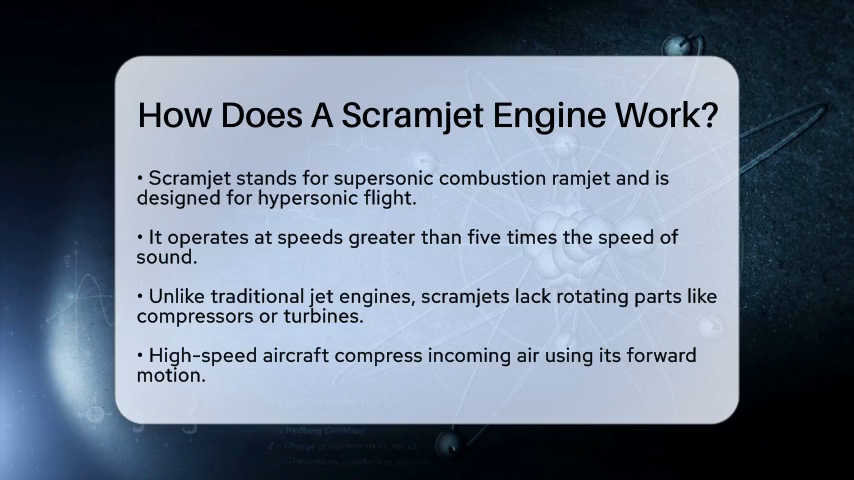 How Does A Scramjet Engine Work?
• Scramjet stands for supersonic combustion ramjet and is
designed for hypersonic flight.
• It operates at speeds greater than five times the speed of
sound.
• Unlike traditional jet engines, scramjets lack rotating parts like
compressors or turbines.
• High-speed aircraft compress incoming air using its forward
motion.